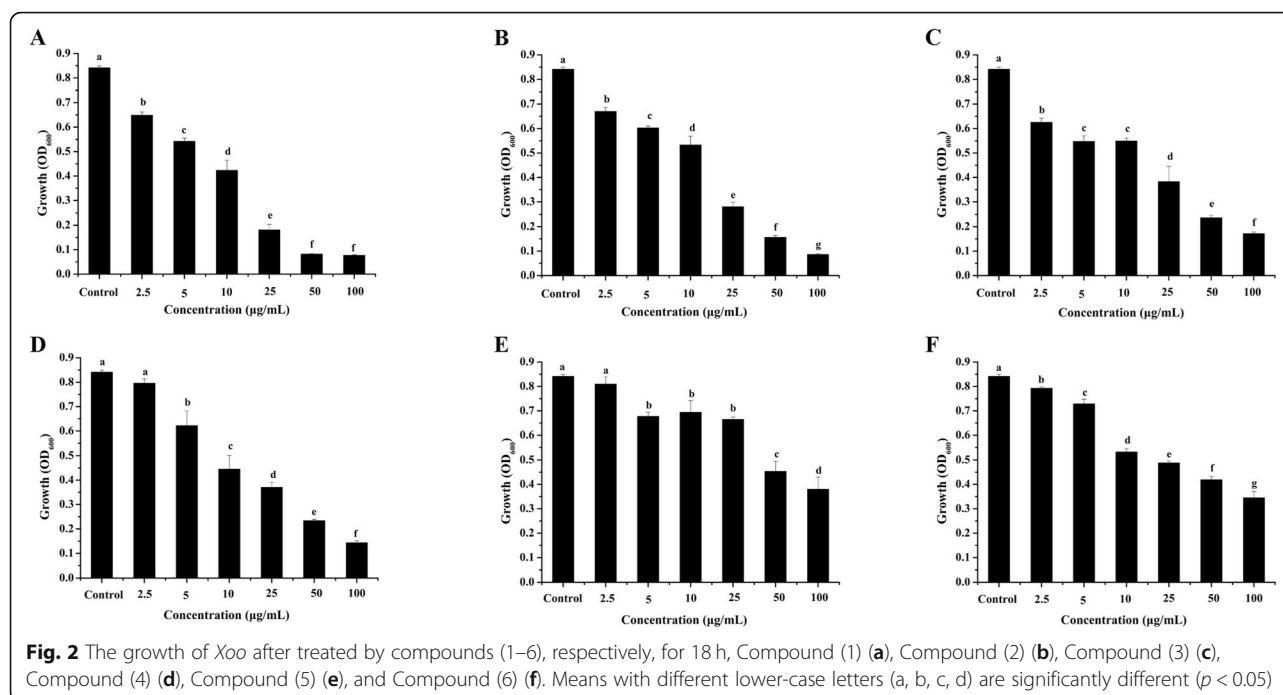 A
Growth (OD600)
0.9
0.8
0.7
0.6
0.5
0.4
0.3
0.2
0.1
0.0
a
b
c
d
e
f
f
Control 2.5 5 10 25 50 100
Concentration (µg/mL)
B
Growth (OD600)
0.9
0.8
0.7
0.6
0.5
0.4
0.3
0.2
0.1
0.0
a
b
c
d
e
f
g
Control 2.5 5 10 25 50 100
Concentration (µg/mL)
C
Growth (OD600)
0.9
0.8
0.7
0.6
0.5
0.4
0.3
0.2
0.1
0.0
a
b
c
c
d
e
f
Control 2.5 5 10 25 50 100
Concentration (µg/mL)
D
Growth (OD600)
0.9
0.8
0.7
0.6
0.5
0.4
0.3
0.2
0.1
0.0
a
a
b
c
d
e
f
Control 2.5 5 10 25 50 100
Concentration (µg/mL)
E
Growth (OD600)
0.9
0.8
0.7
0.6
0.5
0.4
0.3
0.2
0.1
0.0
a
a
b
b
b
c
d
Control 2.5 5 10 25 50 100
Concentration (µg/mL)
F
Growth (OD600)
0.9
0.8
0.7
0.6
0.5
0.4
0.3
0.2
0.1
0.0
a
b
c
d
e
f
g
Control 2.5 5 10 25 50 100
Concentration (µg/mL)
Fig. 2 The growth of Xoo after treated by compounds (1–6), respectively, for 18 h, Compound (1) (a), Compound (2) (b), Compound (3) (c),
Compound (4) (d), Compound (5) (e), and Compound (6) (f). Means with different lower-case letters (a, b, c, d) are significantly different (p < 0.05)